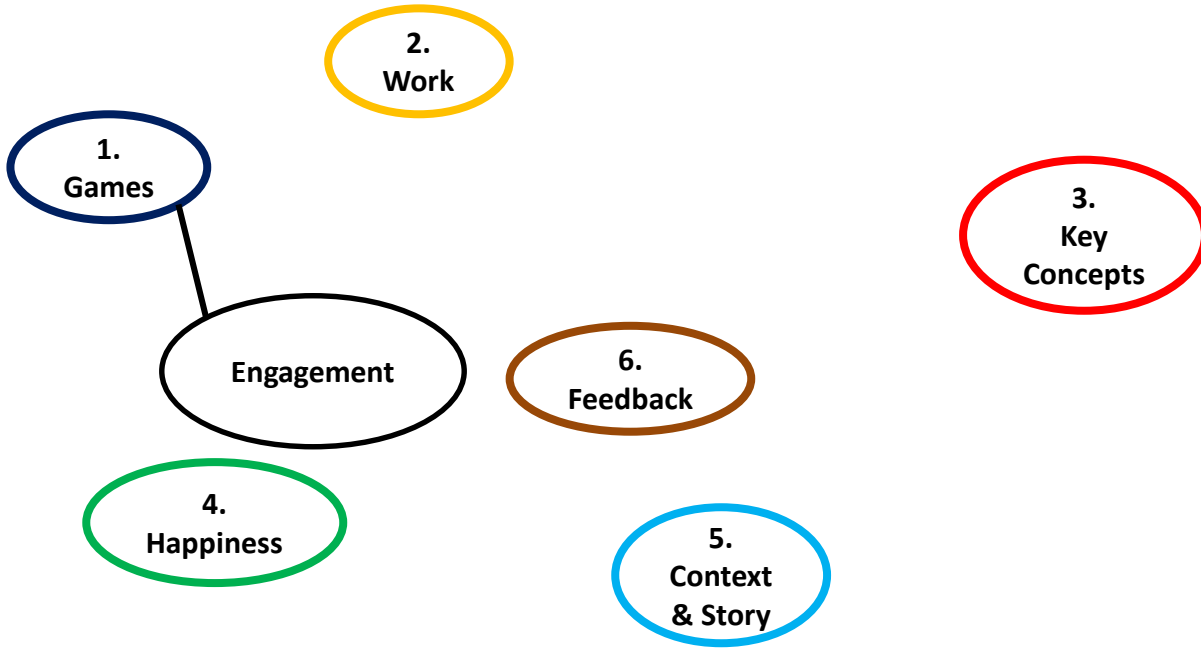 2.
Work
1.
Games
3.
Key
Concepts
Engagement
6.
Feedback
4.
Happiness
5.
Context
& Story